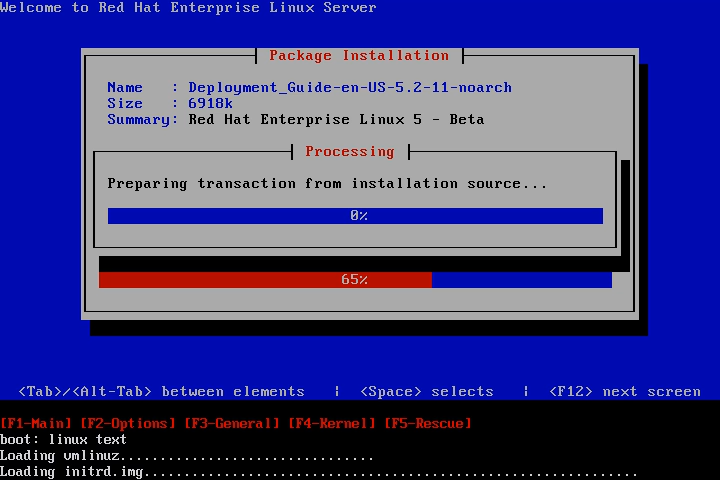 Welcome to Red Hat Enterprise Linux Server
Package Installation
Name : Deployment_Guide-en-US-5.2-11-noarch
Size : 6918k
Summary: Red Hat Enterprise Linux 5 - Beta
Processing
Preparing transaction from installation source...
0%
65%
<Tab>/<Alt-Tab> between elements | <Space> selects | <F12> next screen
[F1-Main] [F2-Options] [F3-General] [F4-Kernel] [F5-Rescue]
boot: linux text
Loading vmlinuz............................
Loading initrd.img.......................................................